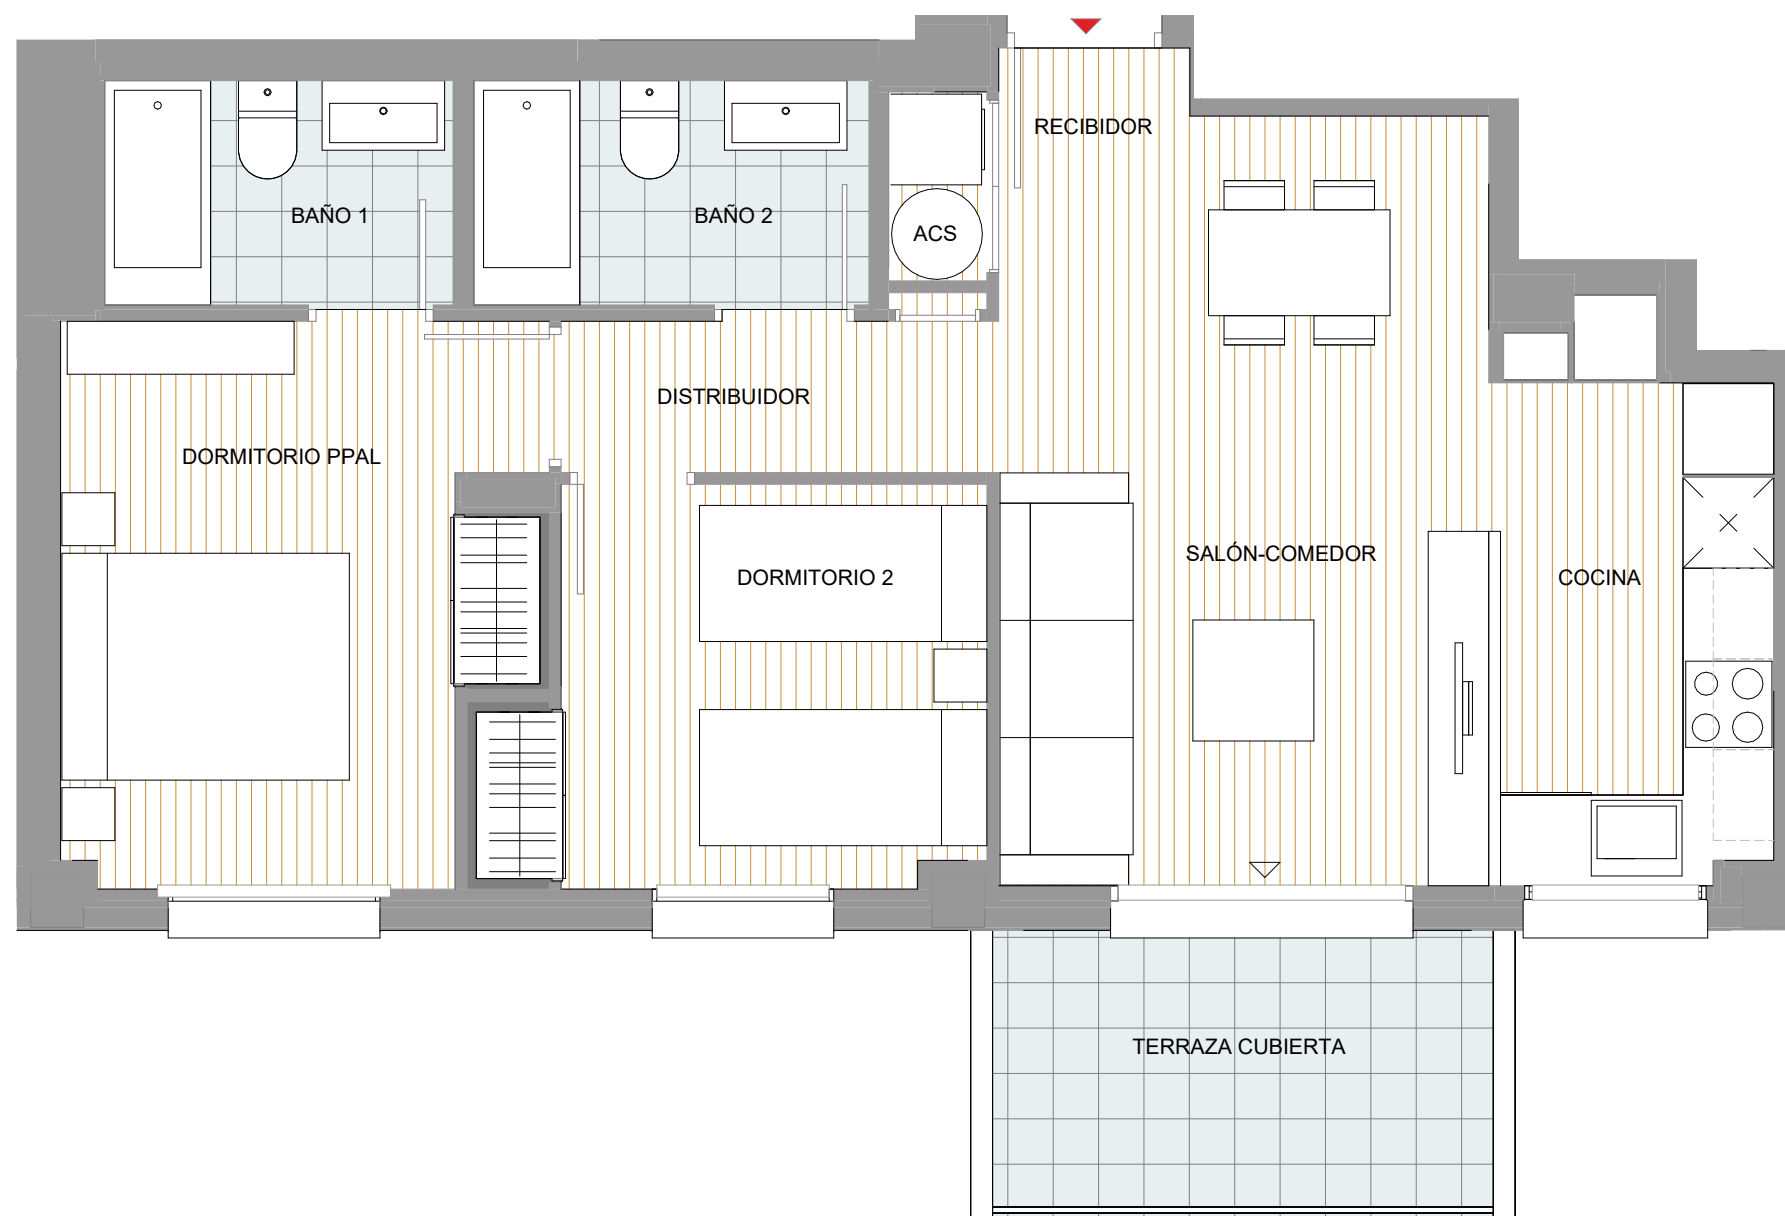 RECIBIDOR
BAÑO 1
BAÑO 2
ACS
DISTRIBUIDOR
DORMITORIO PPAL
SALÓN-COMEDOR
DORMITORIO 2
COCINA
TERRAZA CUBIERTA